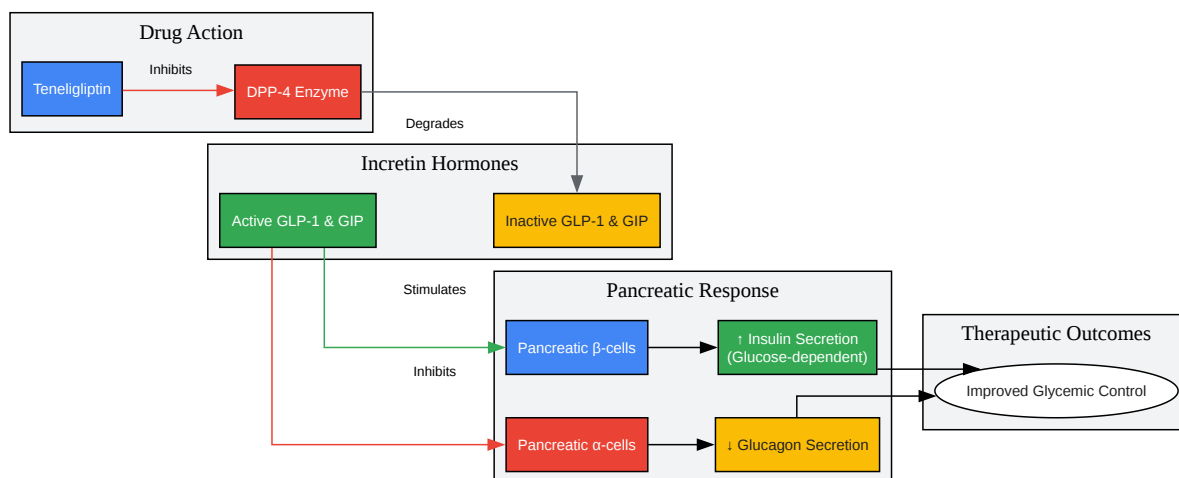 Drug Action
Teneligliptin
Inhibits
DPP-4 Enzyme
Degrades
Incretin Hormones
Active GLP-1 & GIP
Inactive GLP-1 & GIP
Stimulates
Pancreatic Response
Pancreatic β-cells
↑ Insulin Secretion
(Glucose-dependent)
Therapeutic Outcomes
Improved Glycemic Control
Inhibits
Pancreatic α-cells
↓ Glucagon Secretion